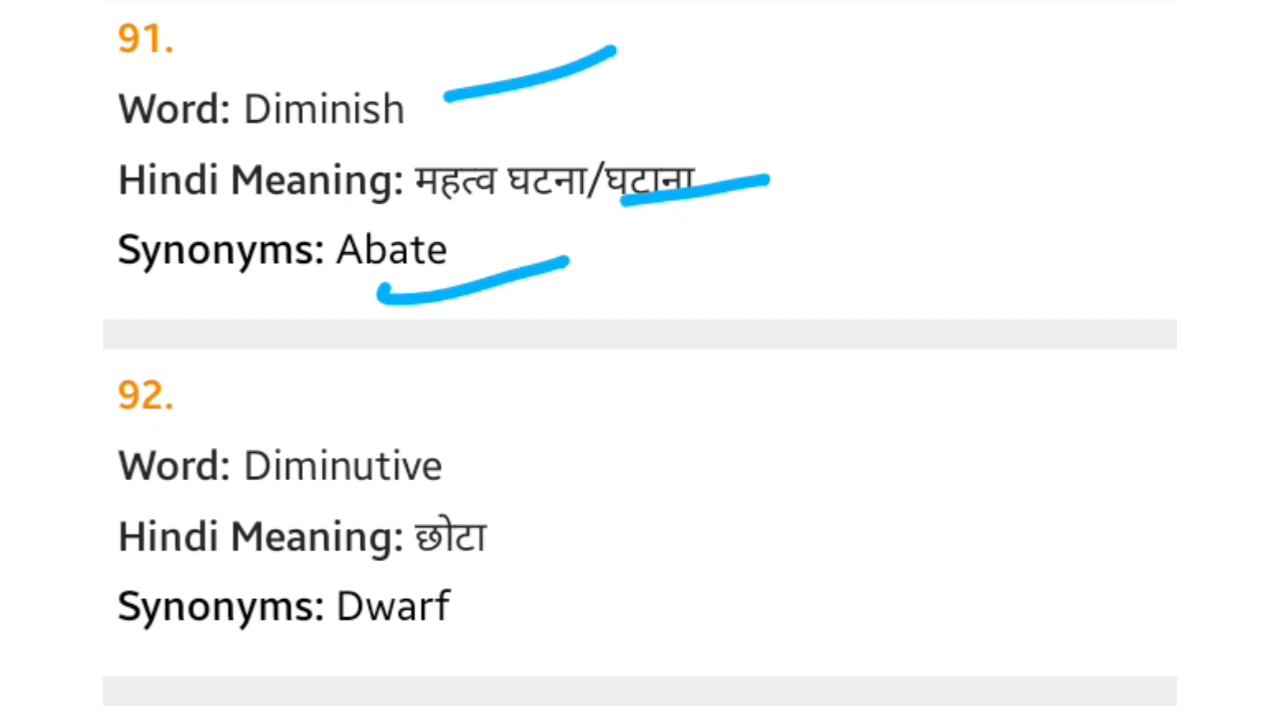 91.
Word: Diminish
Hindi Meaning: महत्व घटना/घटाना
Synonyms: Abate
92.
Word: Diminutive
Hindi Meaning: छोटा
Synonyms: Dwarf